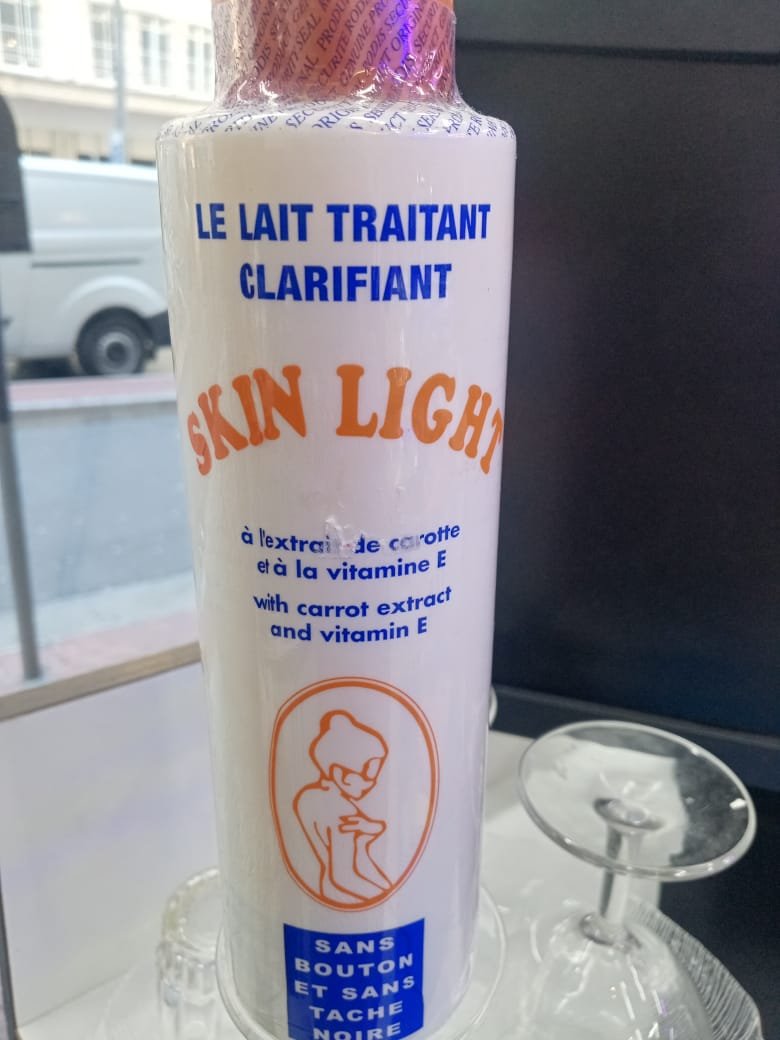 LE LAIT TRAITANT
CLARIFIANT
SKIN LIGHT
à l'extrait de carotte
et à la vitamine E
with carrot extract
and vitamin E
SANS
BOUTON
ET SANS
TACHE
NOIRE